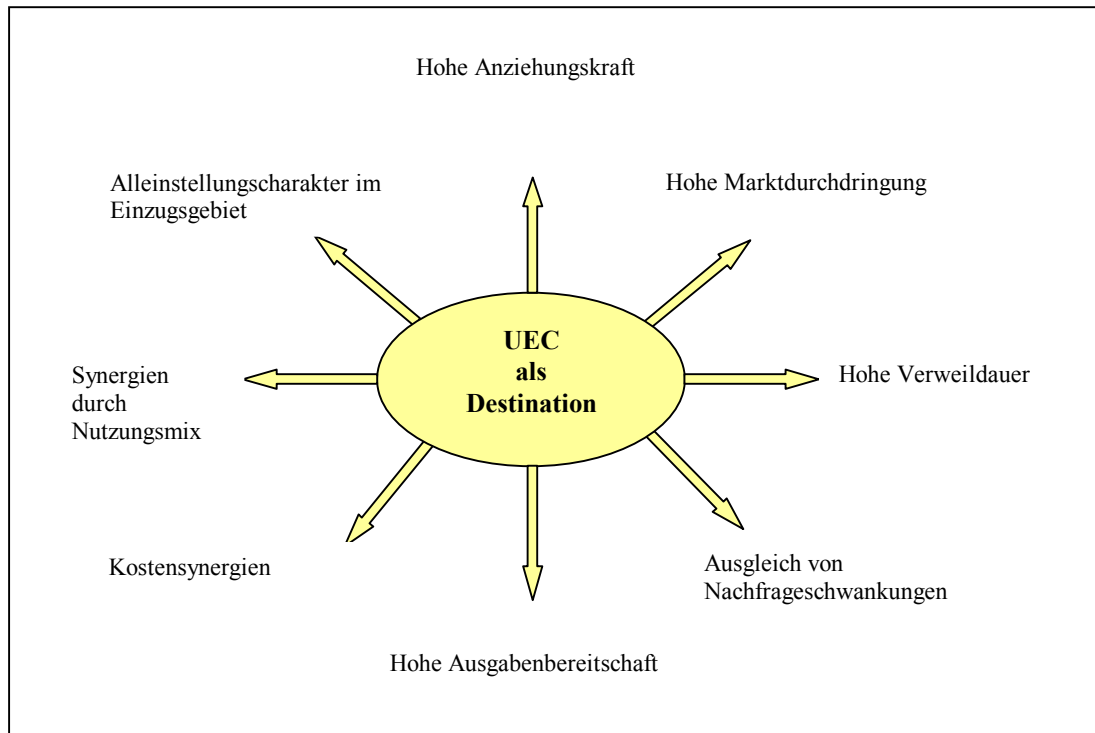 Hohe Anziehungskraft
Alleinstellungscharakter im
Einzugsgebiet
Hohe Marktdurchdringung
UEC
als
Destination
Synergien
durch
Nutzungsmix
Hohe Verweildauer
Kostensynergien
Ausgleich von
Nachfrageschwankungen
Hohe Ausgabenbereitschaft